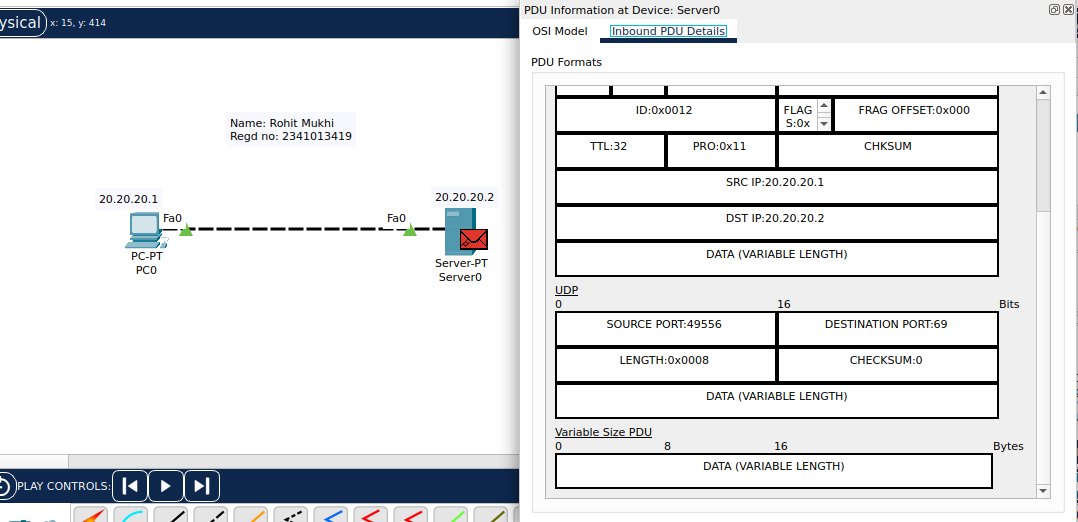 ysical
x: 15, y: 414
Name: Rohit Mukhi
Regd no: 2341013419
20.20.20.1
Fa0
PC-PT
PC0
20.20.20.2
Fa0
Server-PT
Server0
PLAY CONTROLS:
PDU Information at Device: Server0
OSI Model
Inbound PDU Details
PDU Formats
ID:0x0012
FLAG
S:0x
FRAG OFFSET:0x000
TTL:32
PRO:0x11
CHKSUM
SRC IP:20.20.20.1
DST IP:20.20.20.2
DATA (VARIABLE LENGTH)
UDP
0
16
Bits
SOURCE PORT:49556
DESTINATION PORT:69
LENGTH:0x0008
CHECKSUM:0
DATA (VARIABLE LENGTH)
Variable Size PDU
0
8
16
Bytes
DATA (VARIABLE LENGTH)